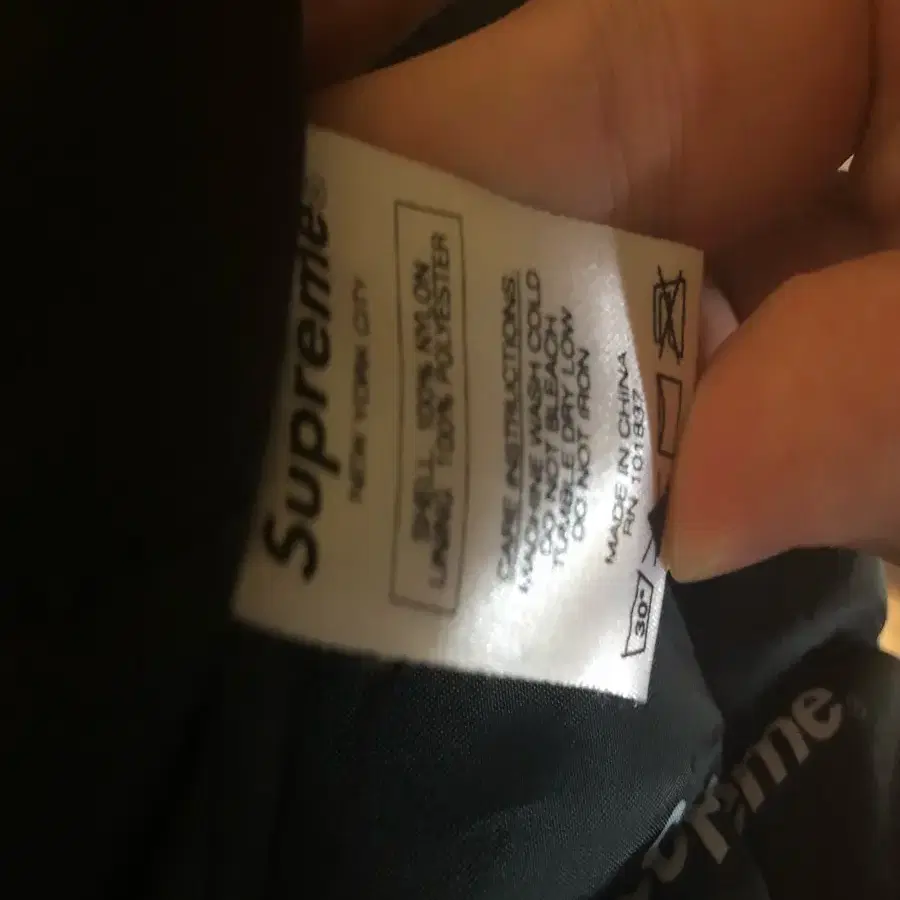 Supreme®
NEW YORK CITY
SHELL 100% NYLON
LINING 100% POLYESTER
CARE INSTRUCTIONS
MACHINE WASH COLD
DO NOT BLEACH
TUMBLE DRY LOW
DO NOT IRON
MADE IN CHINA
RN 101837
30°
preme®